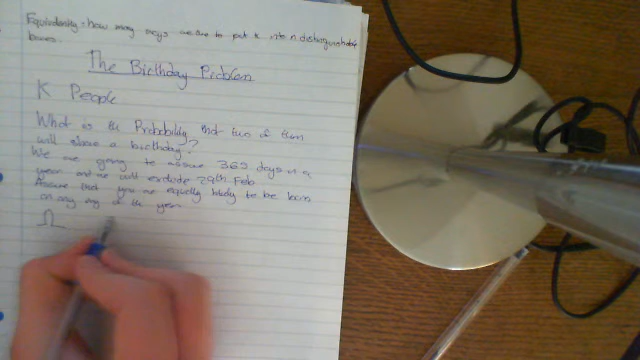 Equivalently - how many ways are there to put k into n distinguishable
boxes.
The Birthday Problem
K People
What is the Probability that two of them
will share a birthday?
We are going to assume 365 days in a
year and we will exclude 29th Feb
Assume that you're equally likely to be born
on any day of the year.
Ω